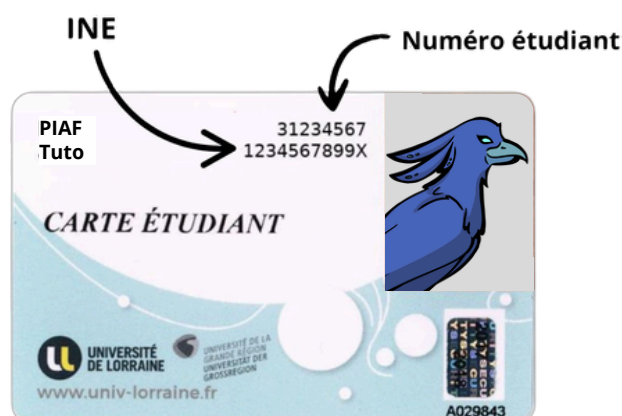 INE
Numéro étudiant
PIAF
Tuto
31234567
1234567899X
CARTE ÉTUDIANT
UNIVERSITÉ
DE LORRAINE
UNIVERSITÉ DE LA
GRANDE RÉGION
UNIVERSITÄT DER
GROSSREGION
www.univ-lorraine.fr
A029843